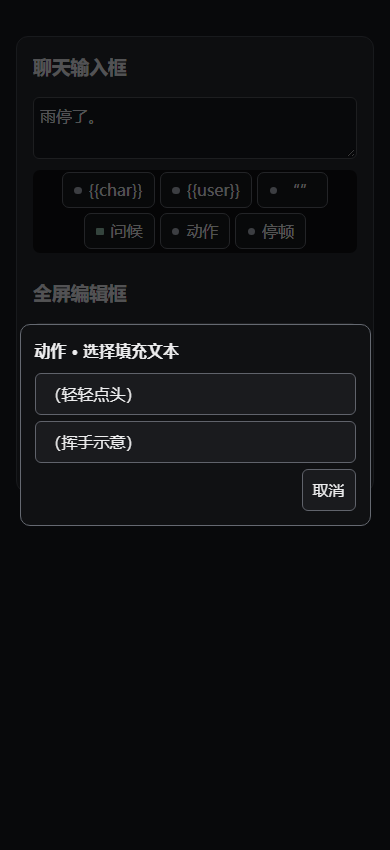 聊天输入框
雨停了。
{{char}} {{user}} “”
问候 动作 停顿
全屏编辑框
动作 • 选择填充文本
（轻轻点头）
（挥手示意）
取消